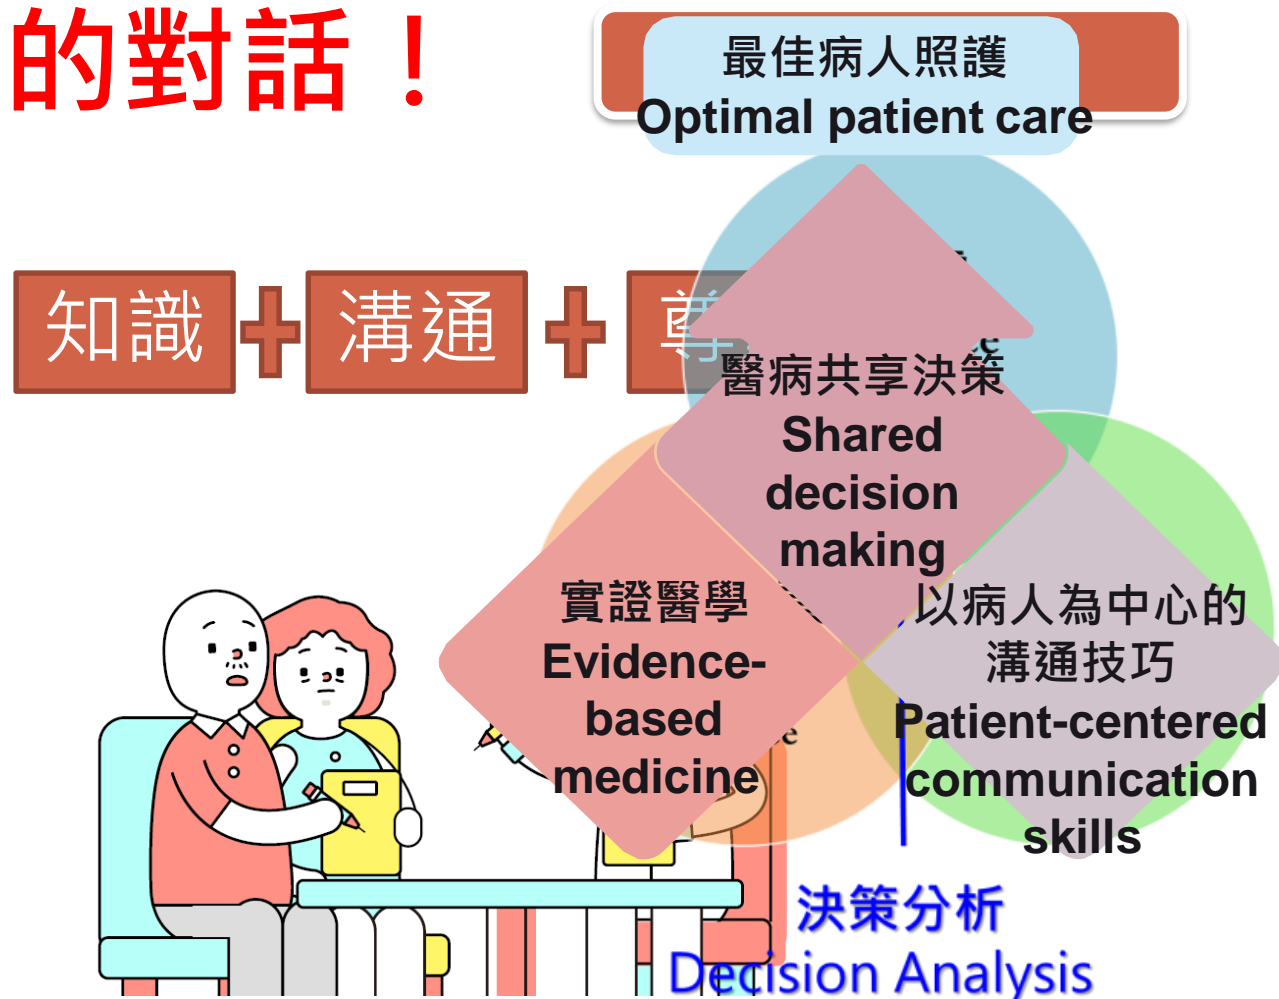 的對話！
最佳病人照護
Optimal patient care
知識
溝通
尊
醫病共享決策
Shared
decision
making
實證醫學
Evidence-
based
medicine
以病人為中心的
溝通技巧
Patient-centered
communication
skills
決策分析
Decision Analysis